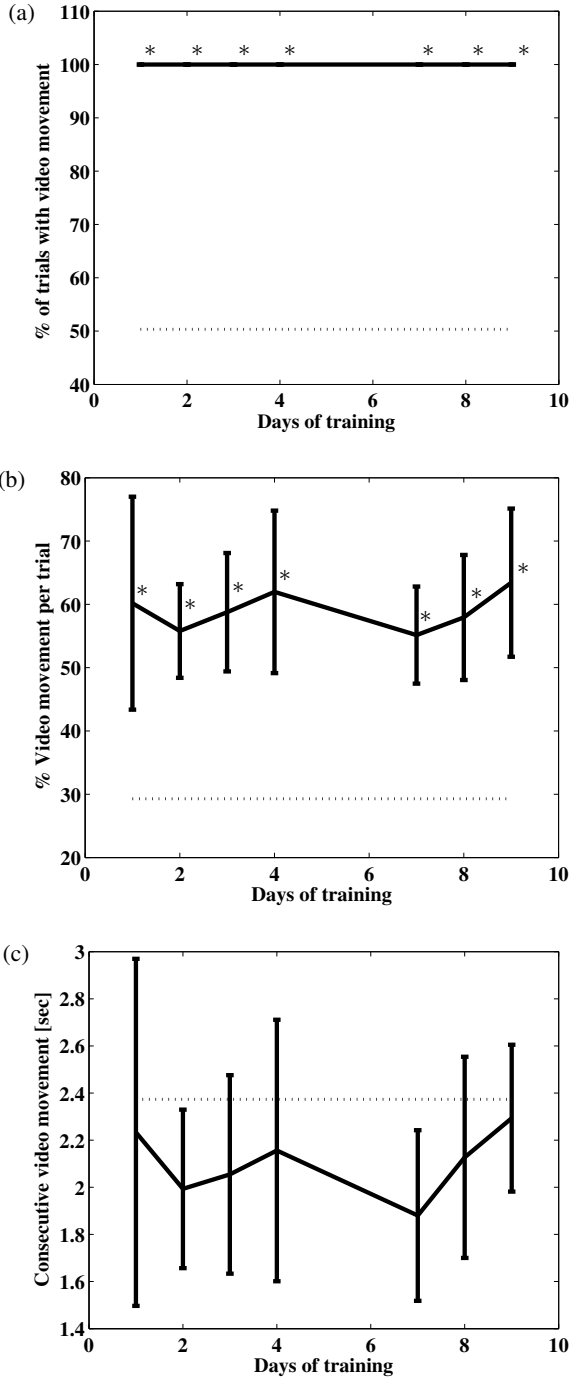 (a)
% of trials with video movement
110
100
90
80
70
60
50
40
* * * * * * *
0 2 4 6 8 10
Days of training
(b)
% Video movement per trial
80
70
60
50
40
30
20
* * * * * * *
0 2 4 6 8 10
Days of training
(c)
Consecutive video movement [sec]
3
2.8
2.6
2.4
2.2
2
1.8
1.6
1.4
0 2 4 6 8 10
Days of training